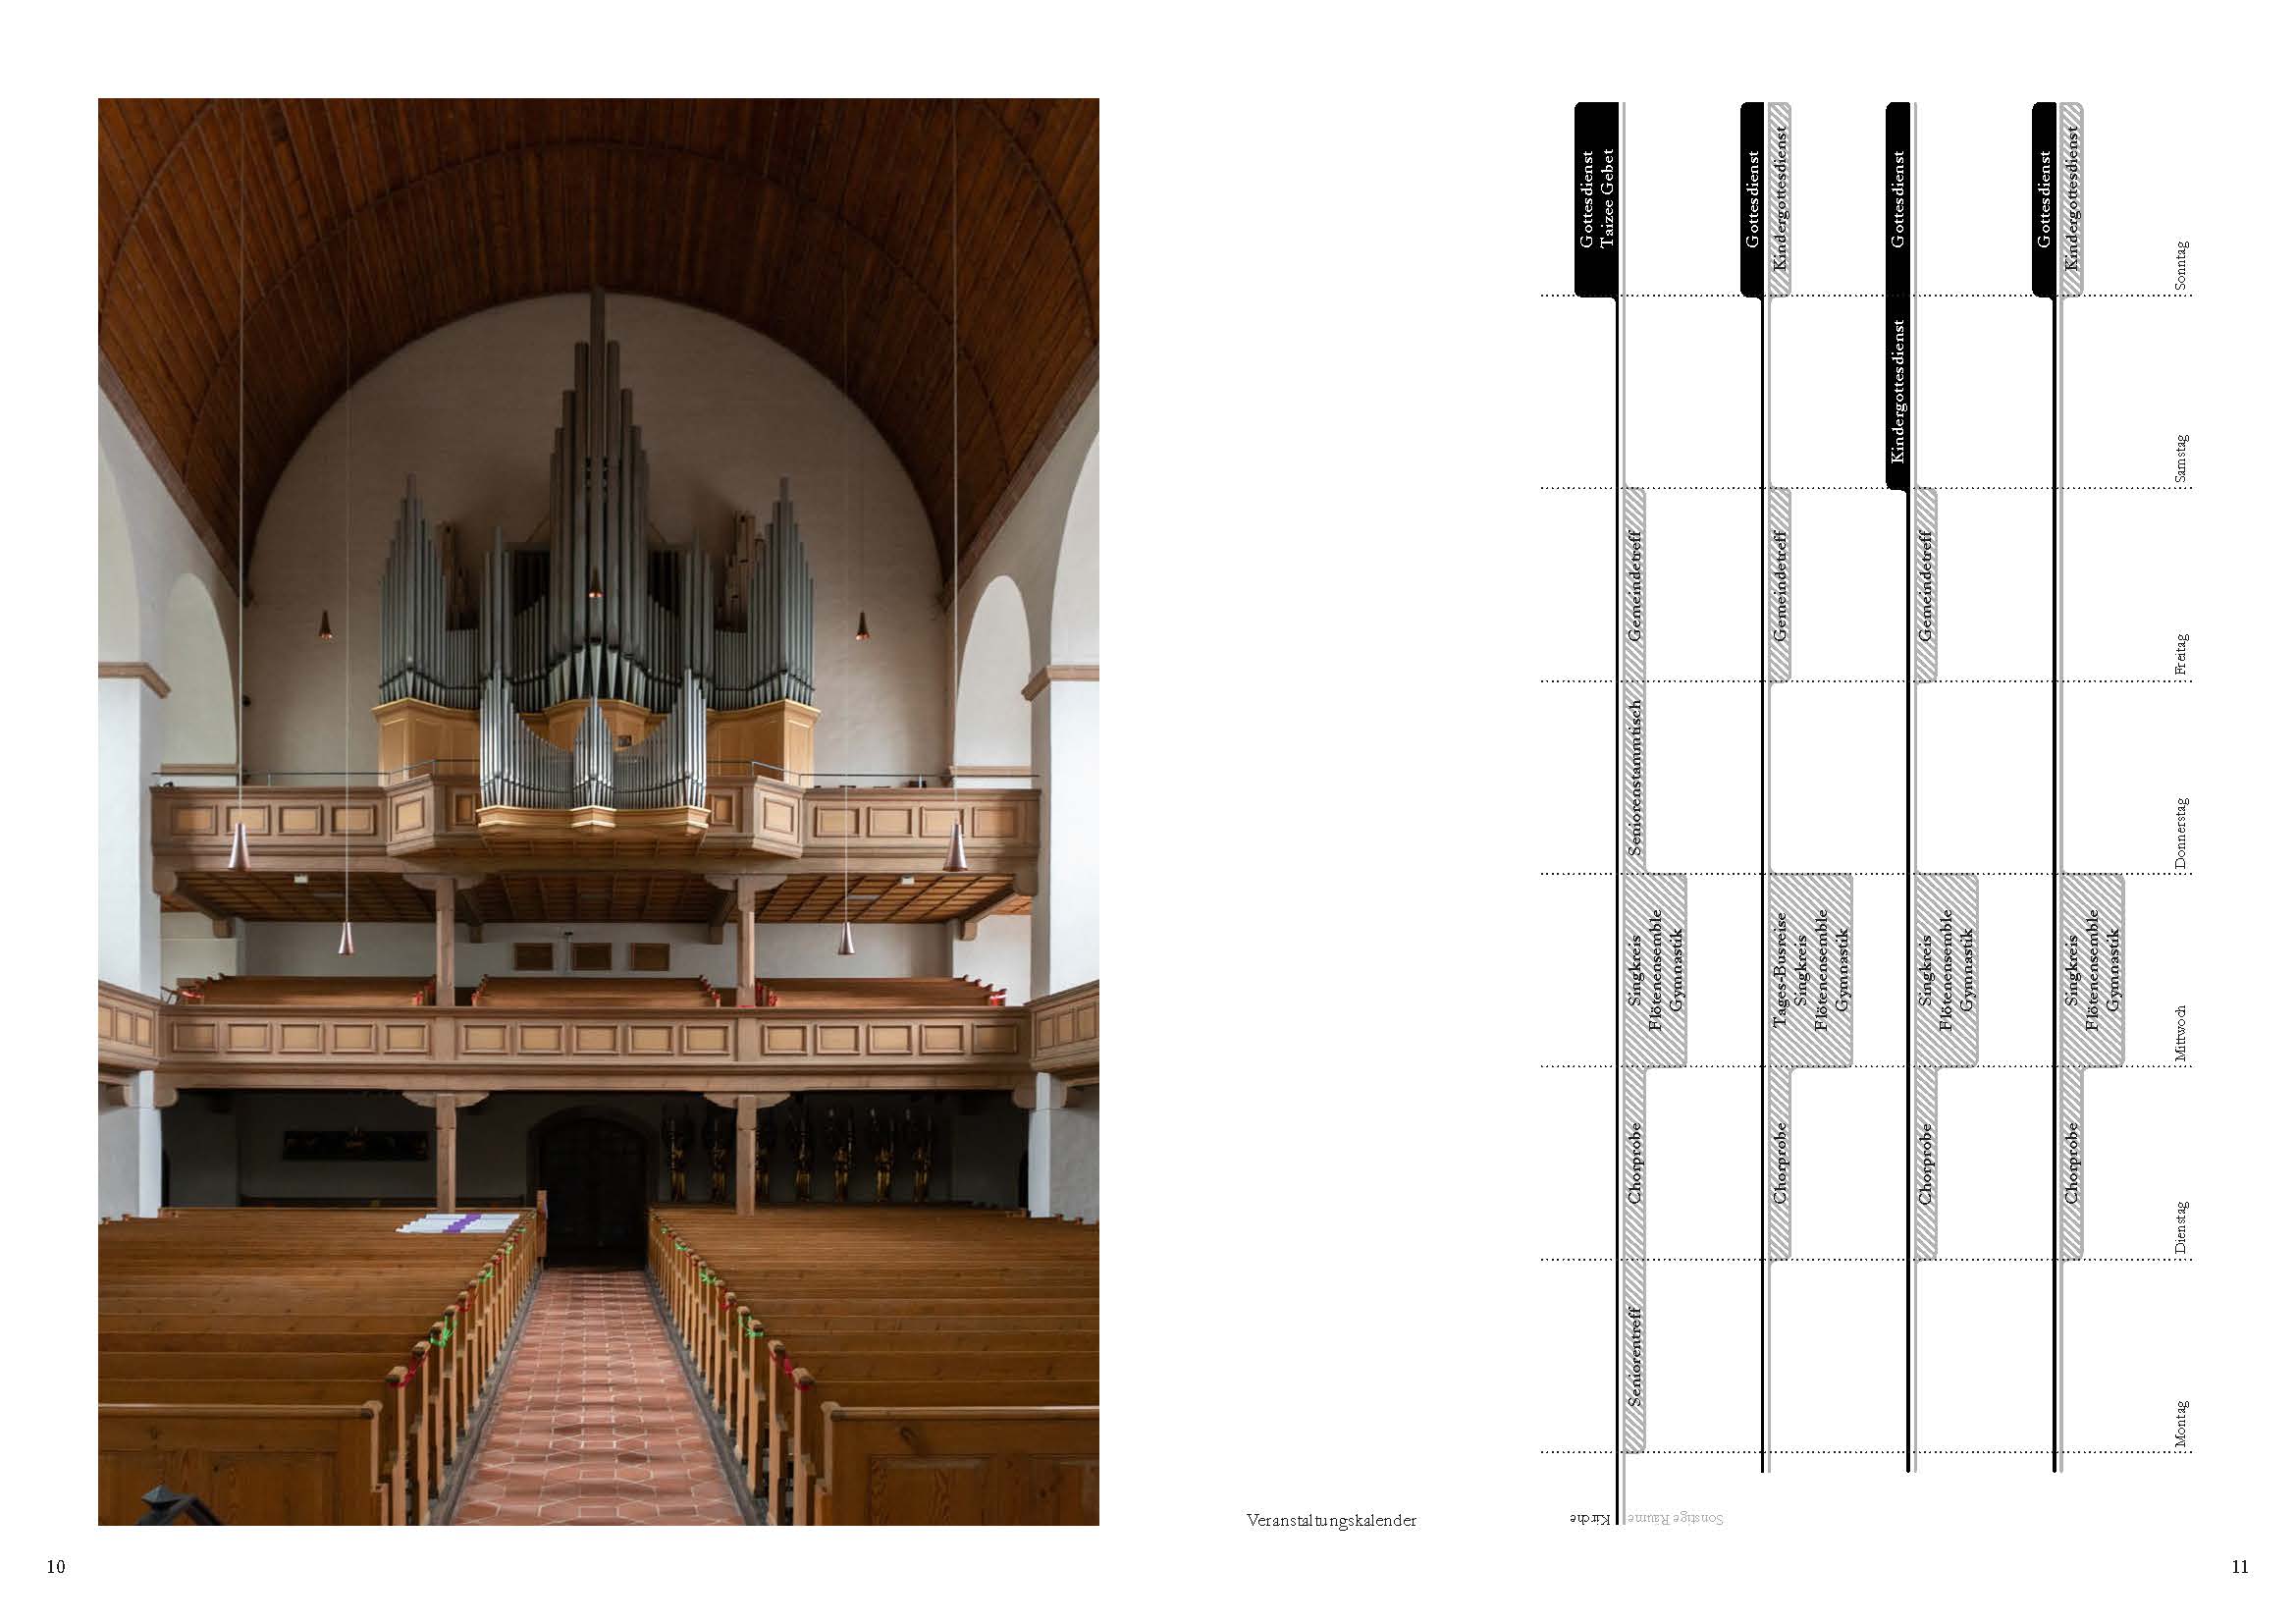 Gottesdienst
Taizee Gebet
Gemeindetreff
Seniorenstammtisch
Singkreis
Flötenensemble
Gymnastik
Chorprobe
Seniorentreff
Gottesdienst
Kindergottesdienst
Gemeindetreff
Tages-Busreise
Singkreis
Flötenensemble
Gymnastik
Chorprobe
Gottesdienst
Kindergottesdienst
Gemeindetreff
Singkreis
Flötenensemble
Gymnastik
Chorprobe
Gottesdienst
Kindergottesdienst
Singkreis
Flötenensemble
Gymnastik
Chorprobe
Sonntag
Samstag
Freitag
Donnerstag
Mittwoch
Dienstag
Montag
Kirche
Sonstige Räume
Veranstaltungskalender
10
11